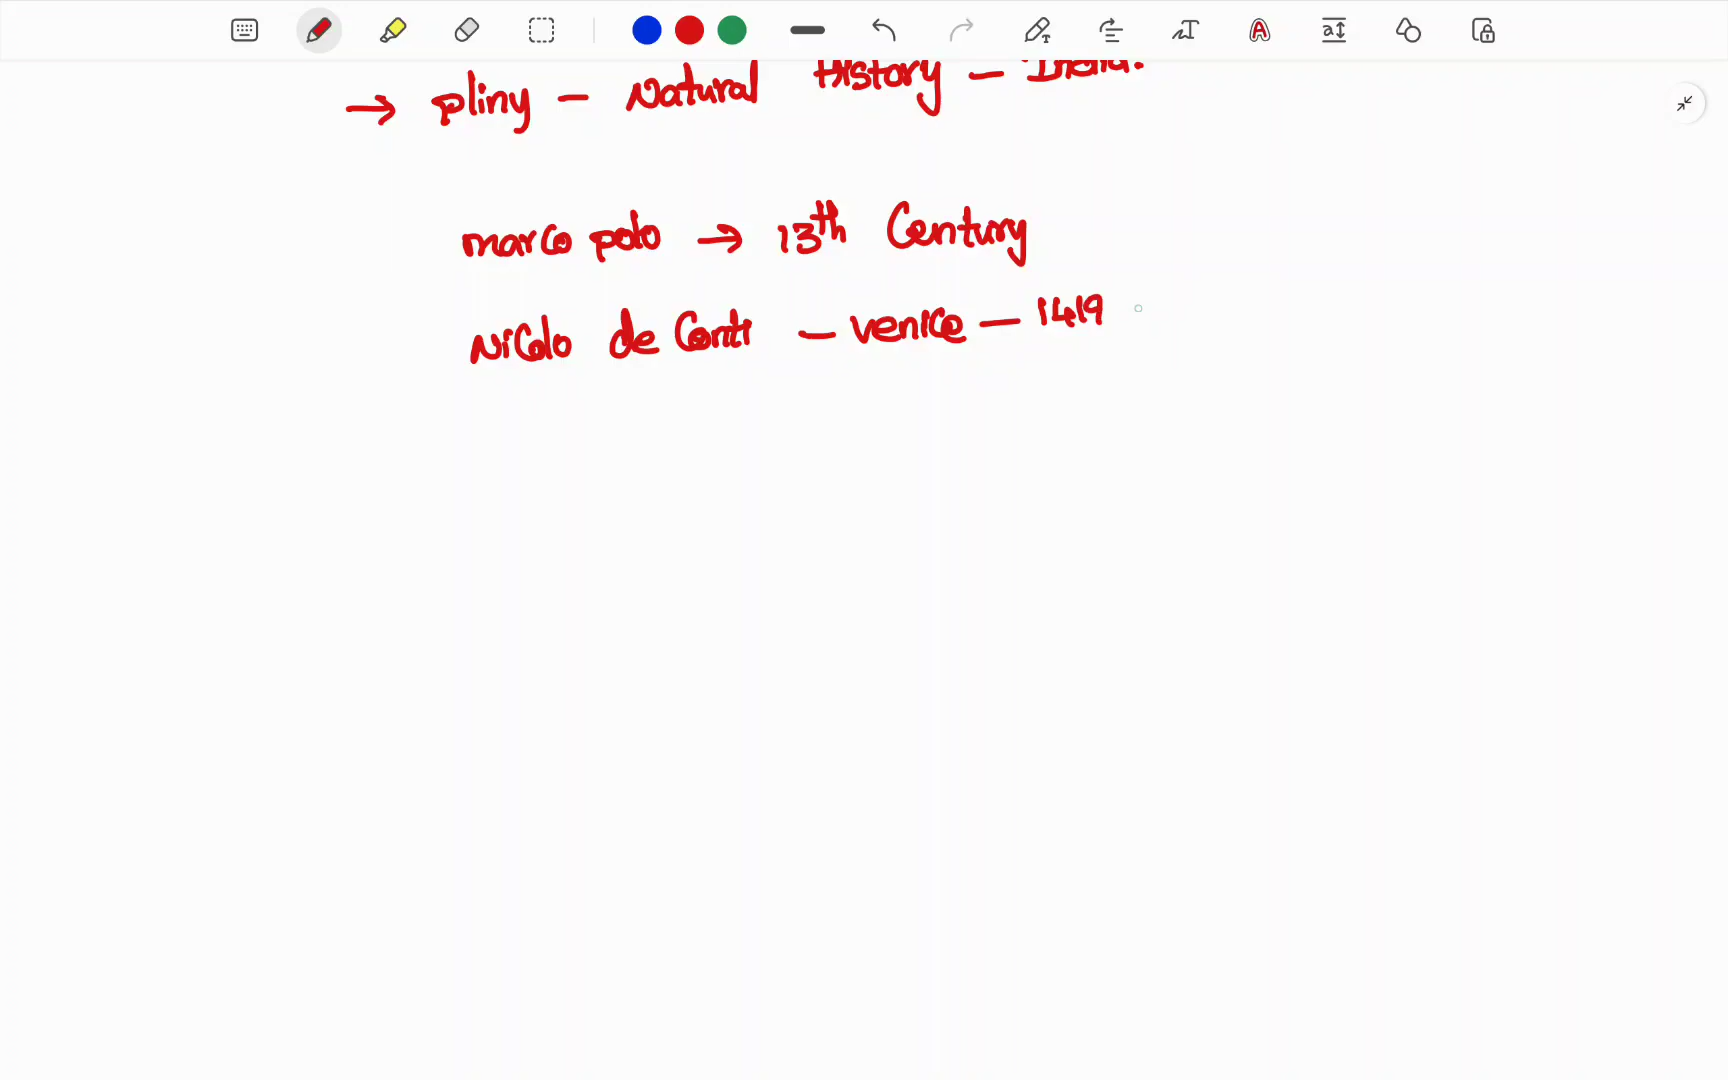 → pliny - Natural History - India.
marco polo → 13th Century
Nicolo de Conti - venice - 1419